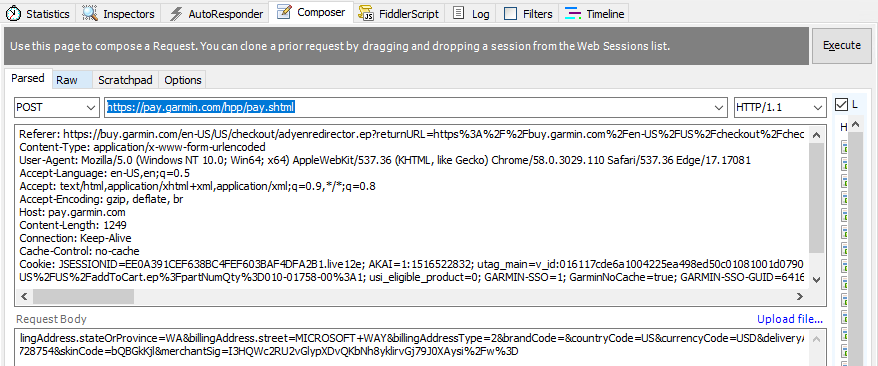 Statistics Inspectors AutoResponder Composer FiddlerScript Log Filters Timeline
Use this page to compose a Request. You can clone a prior request by dragging and dropping a session from the Web Sessions list. Execute
Parsed Raw Scratchpad Options
POST https://pay.garmin.com/hpp/pay.shtml HTTP/1.1 L
Referer: https://buy.garmin.com/en-US/US/checkout/adyenredirector.ep?returnURL=https%3A%2F%2Fbuy.garmin.com%2Fen-US%2FUS%2Fcheckout%2Fchec
Content-Type: application/x-www-form-urlencoded
User-Agent: Mozilla/5.0 (Windows NT 10.0; Win64; x64) AppleWebKit/537.36 (KHTML, like Gecko) Chrome/58.0.3029.110 Safari/537.36 Edge/17.17081
Accept-Language: en-US,en;q=0.5
Accept: text/html,application/xhtml+xml,application/xml;q=0.9,*/*;q=0.8
Accept-Encoding: gzip, deflate, br
Host: pay.garmin.com
Content-Length: 1249
Connection: Keep-Alive
Cache-Control: no-cache
Cookie: JSESSIONID=EE0A391CEF638BC4FEF603BAF4DFA2B1.live12e; AKAI=1:1516522832; utag_main=v_id:016117cde6a1004225ea498ed50c01081001d0790
US%2FUS%2FaddToCart.ep%3FpartNumQty%3D010-01758-00%3A1; usi_eligible_product=0; GARMIN-SSO=1; GarminNoCache=true; GARMIN-SSO-GUID=6416
Request Body Upload file...
lingAddress.stateOrProvince=WA&billingAddress.street=MICROSOFT+WAY&billingAddressType=2&brandCode=&countryCode=US&currencyCode=USD&deliveryA
728754&skinCode=bQBGkKjl&merchantSig=I3HQWc2RU2vGlypXDvQKbNh8yklirvGj79J0XAysi%2Fw%3D